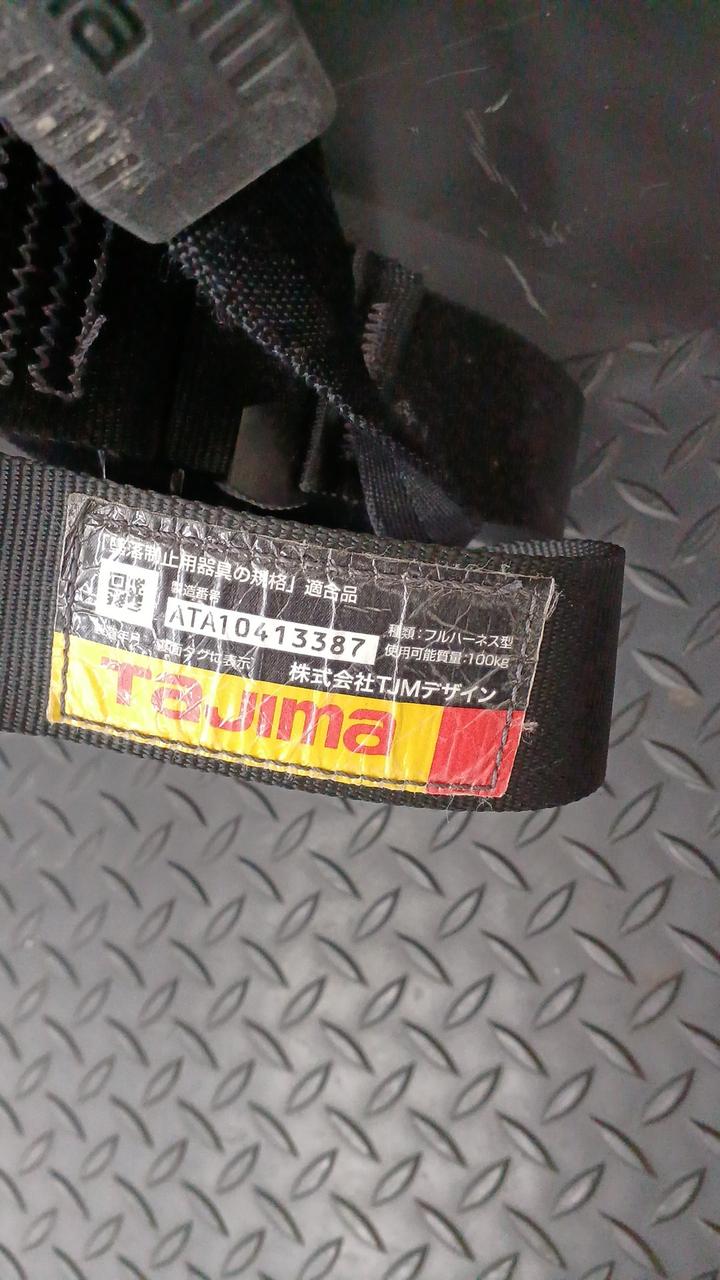 「墜落制止用器具の規格」適合品
製造番号
ATA10413387
種類：フルハーネス型
使用可能質量:100kg
製造年月 裏面タグに表示
株式会社TJMデザイン
TaJima